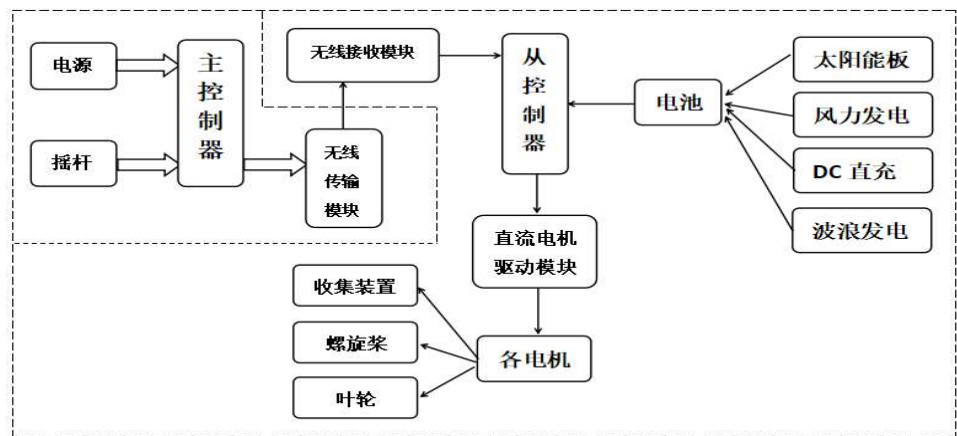 电源
摇杆
主
控
制
器
无线
传输
模块
无线接收模块
从
控
制
器
电池
太阳能板
风力发电
DC 直充
波浪发电
直流电机
驱动模块
各电机
收集装置
螺旋桨
叶轮